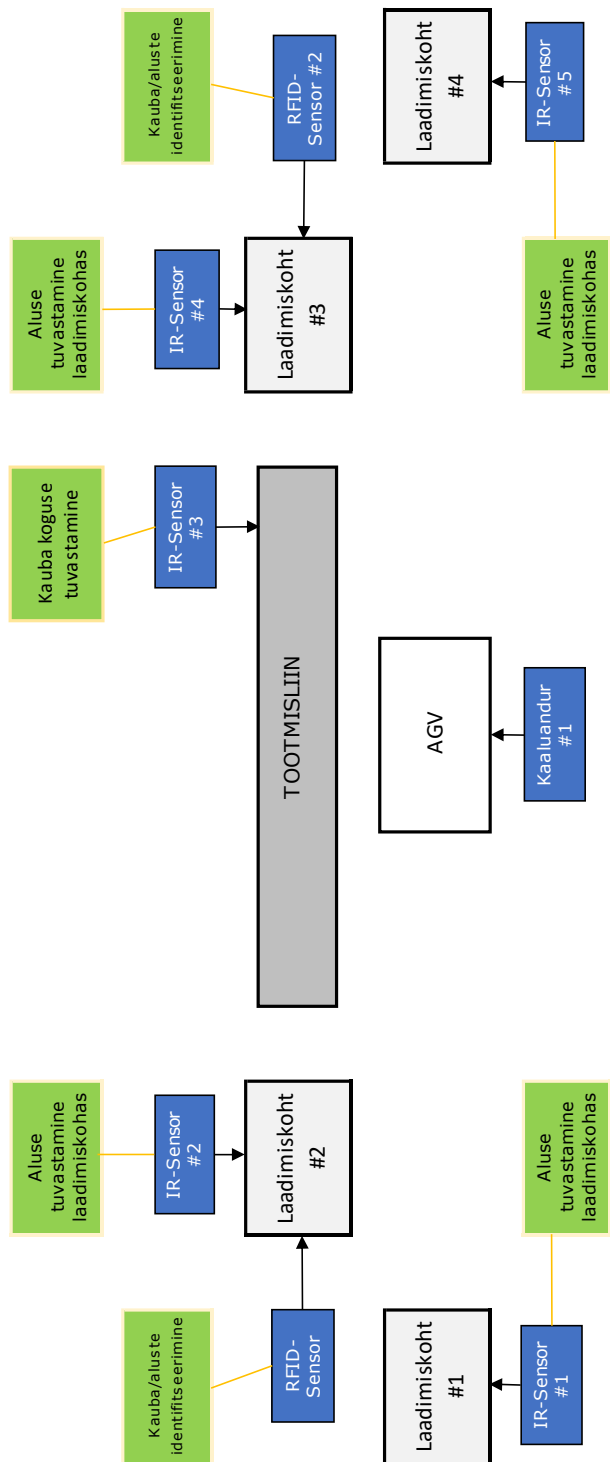 Aluse
tuvastamine
laadimiskohas
Kauba koguse
tuvastamine
Aluse
tuvastamine
laadimiskohas
Kauba/aluste
identifitseerimine
IR-Sensor
#2
IR-Sensor
#3
IR-Sensor
#4
Kauba/aluste
identifitseerimine
RFID-
Sensor
Laadimiskoht
#2
TOOTMISLIIN
Laadimiskoht
#3
RFID-
Sensor #2
Laadimiskoht
#1
AGV
Laadimiskoht
#4
IR-Sensor
#1
Kaaluandur
#1
IR-Sensor
#5
Aluse
tuvastamine
laadimiskohas
Aluse
tuvastamine
laadimiskohas